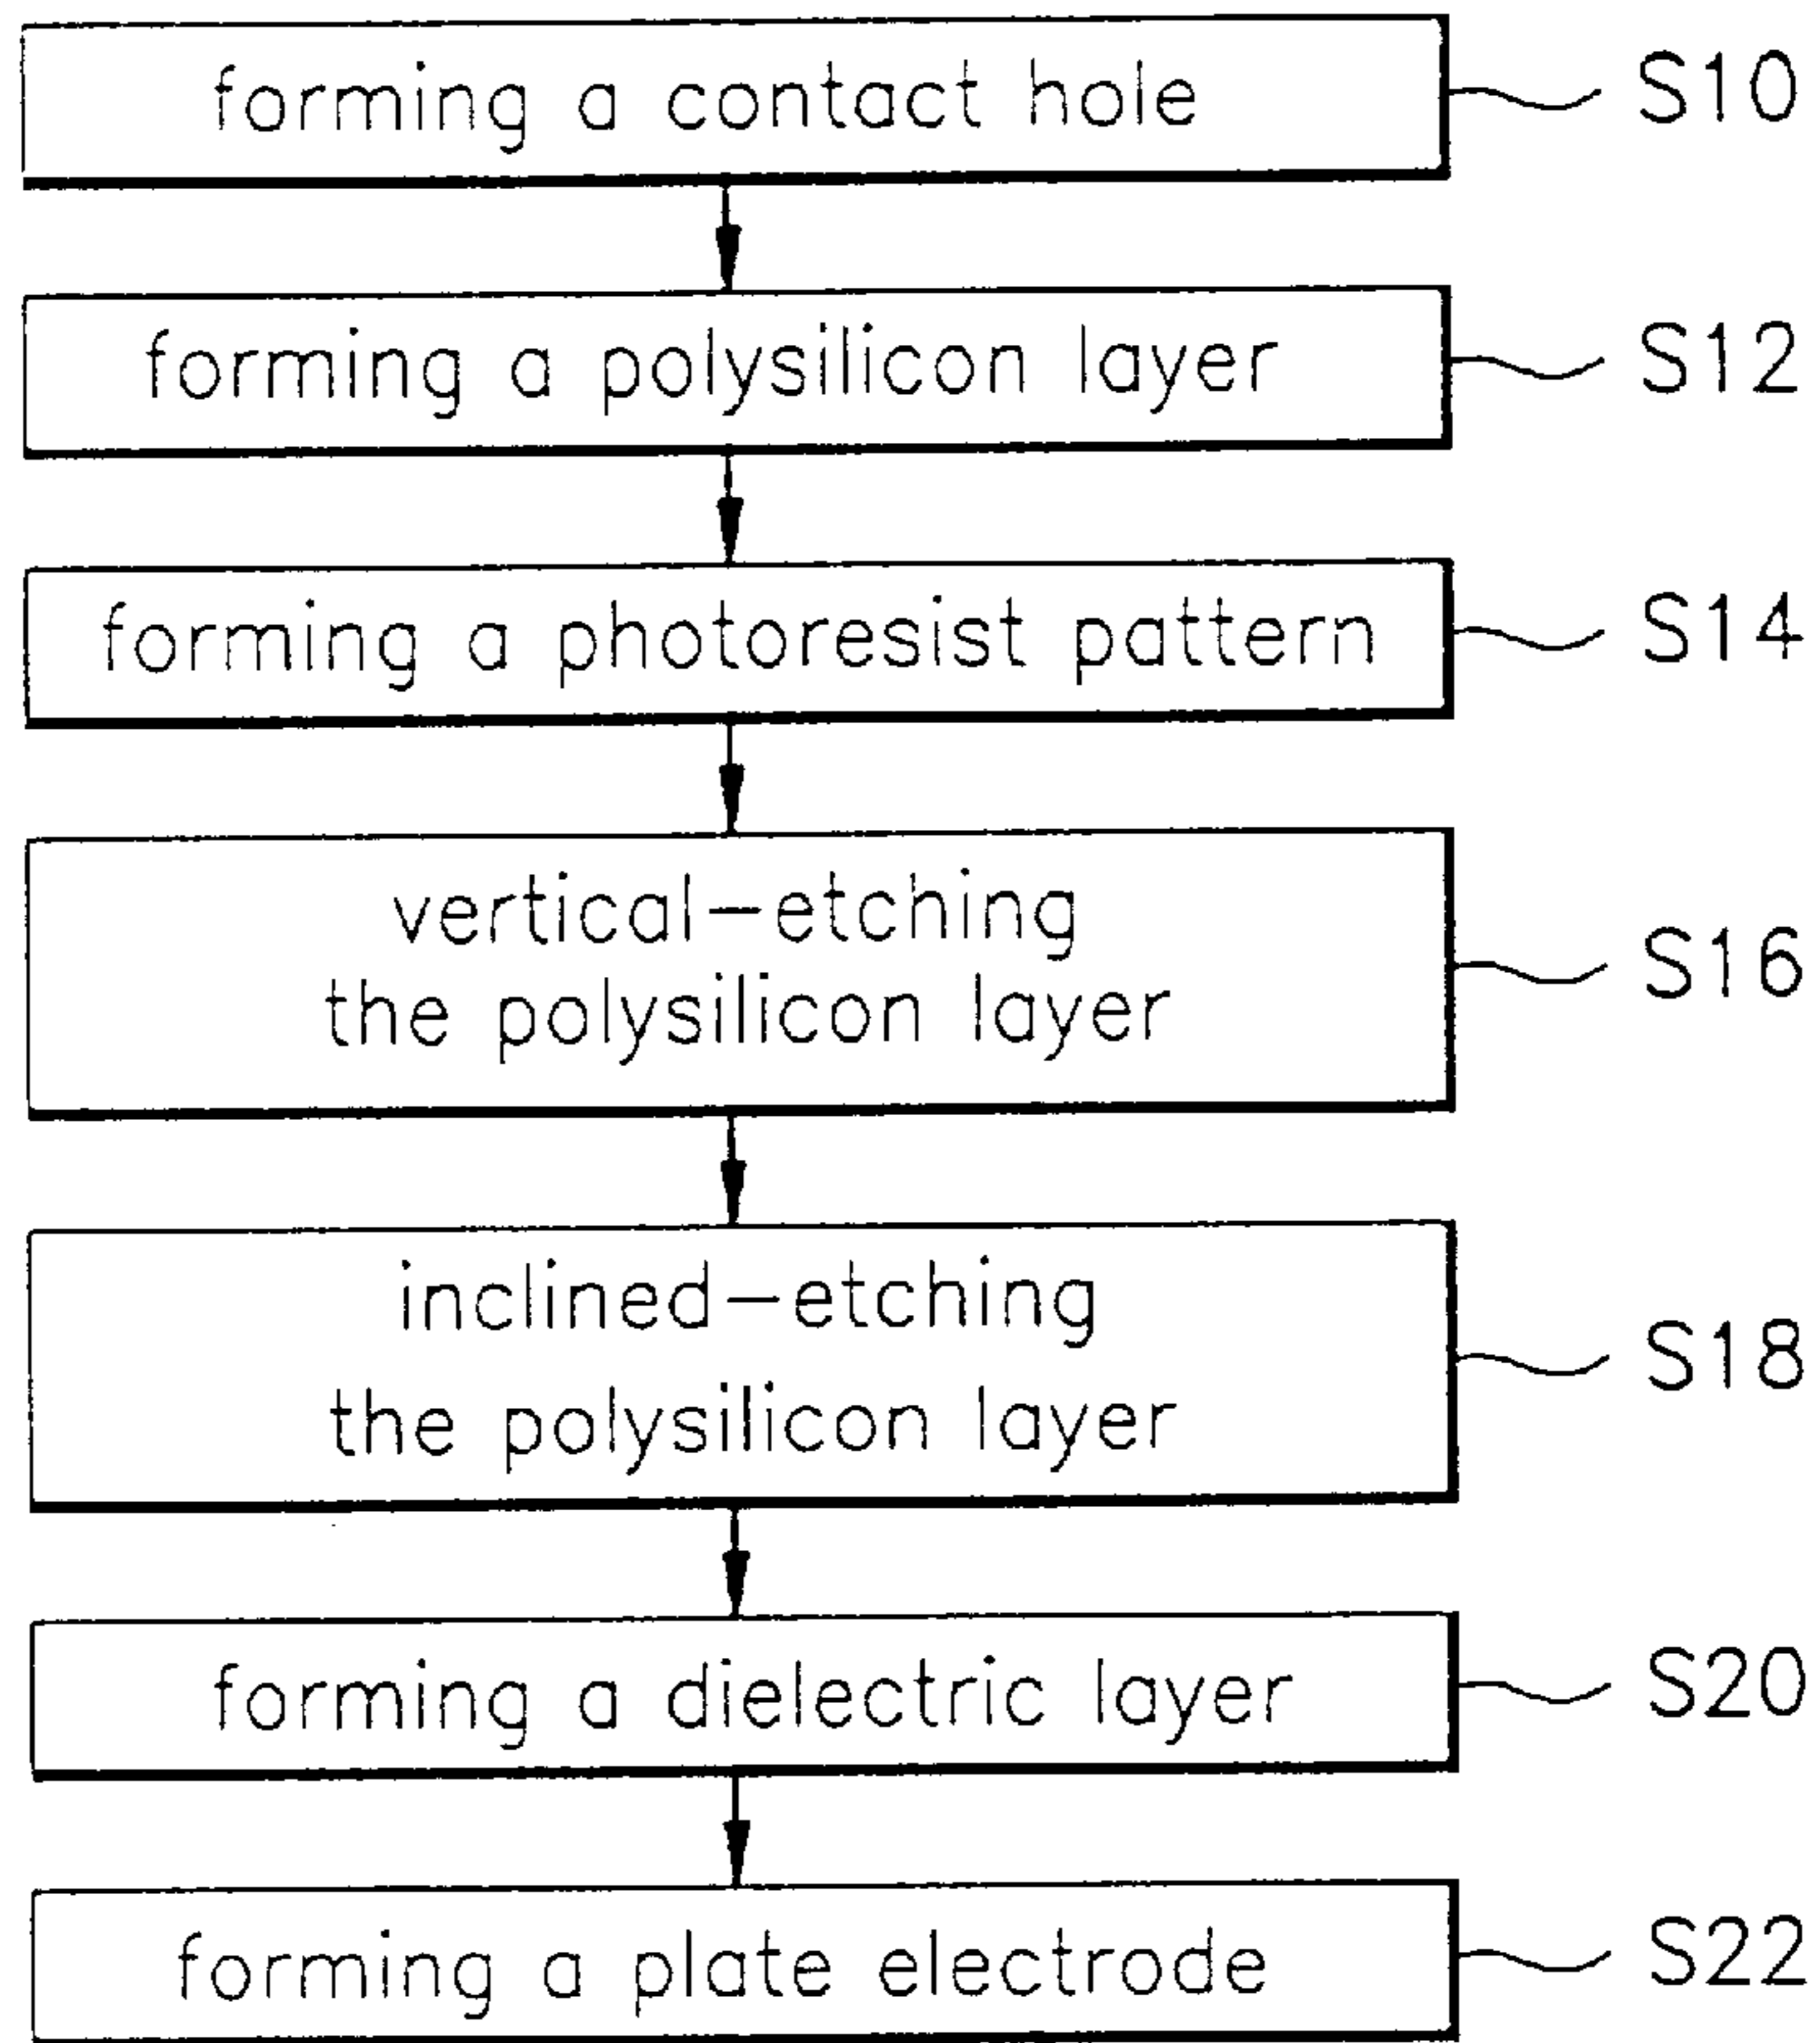 forming a contact hole S10
forming a polysilicon layer S12
forming a photoresist pattern S14
vertical-etching
the polysilicon layer S16
inclined-etching
the polysilicon layer S18
forming a dielectric layer S20
forming a plate electrode S22